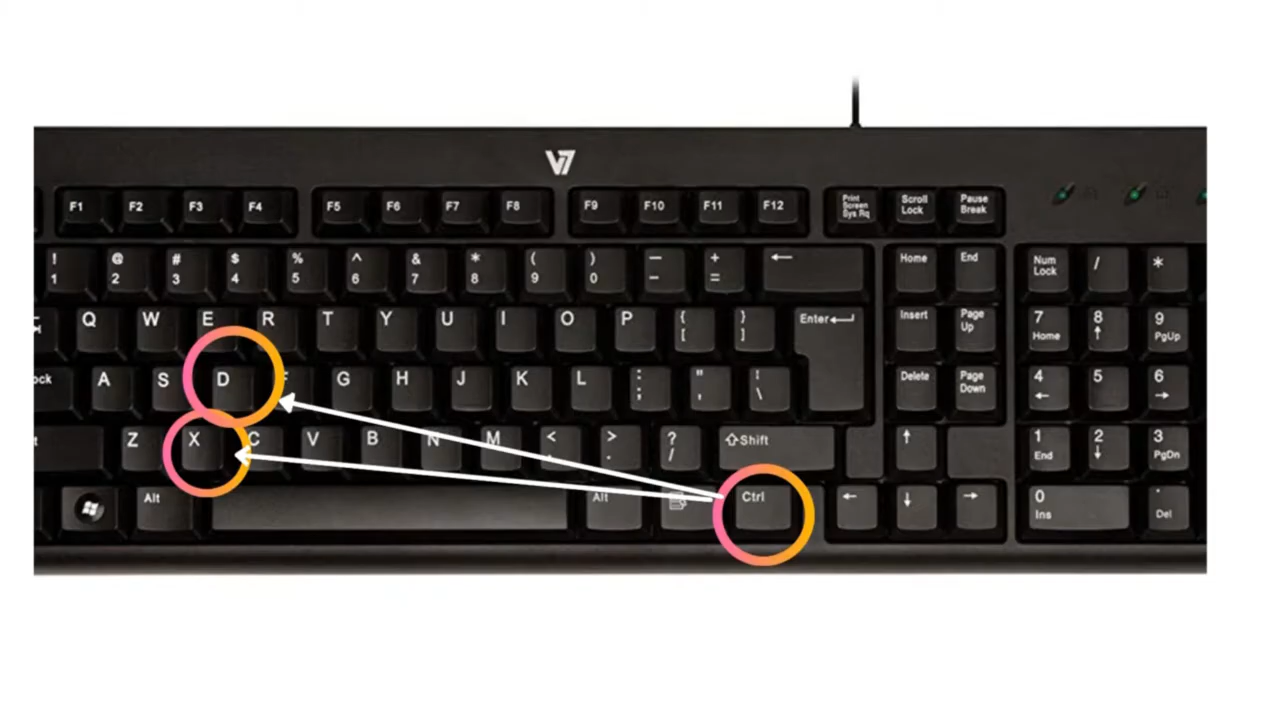 V7
F1 F2 F3 F4 F5 F6 F7 F8 F9 F10 F11 F12 Print Screen Sys Rq Scroll Lock Pause Break
! @ # $ % ^ & * ( ) — + ←
1 2 3 4 5 6 7 8 9 0 - =
Home End Num Lock / *
Q W E R T Y U I O P { [ } ] Enter Insert Page Up 7 Home 8 ↑ 9 PgUp
ock A S D F G H J K L : ; " , ! \ Delete Page Down 4 ← 5 6 →
t Z X C V B N M < , > . ? / ⇧Shift ↑ 1 End 2 ↓ 3 PgDn
Alt Alt Ctrl ← ↓ → 0 Ins . Del